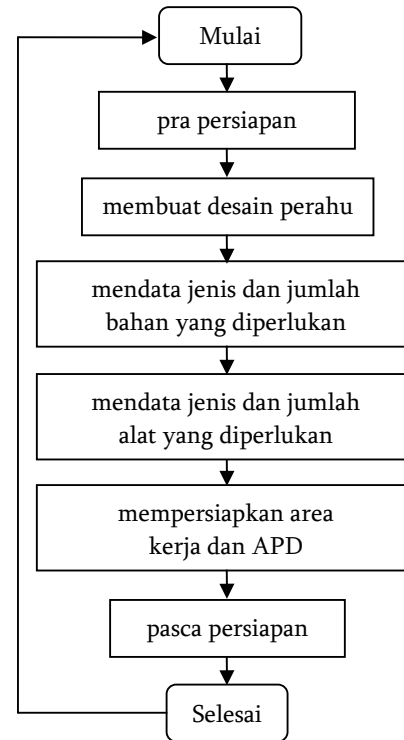 Mulai
pra persiapan
membuat desain perahu
mendata jenis dan jumlah
bahan yang diperlukan
mendata jenis dan jumlah
alat yang diperlukan
mempersiapkan area
kerja dan APD
pasca persiapan
Selesai